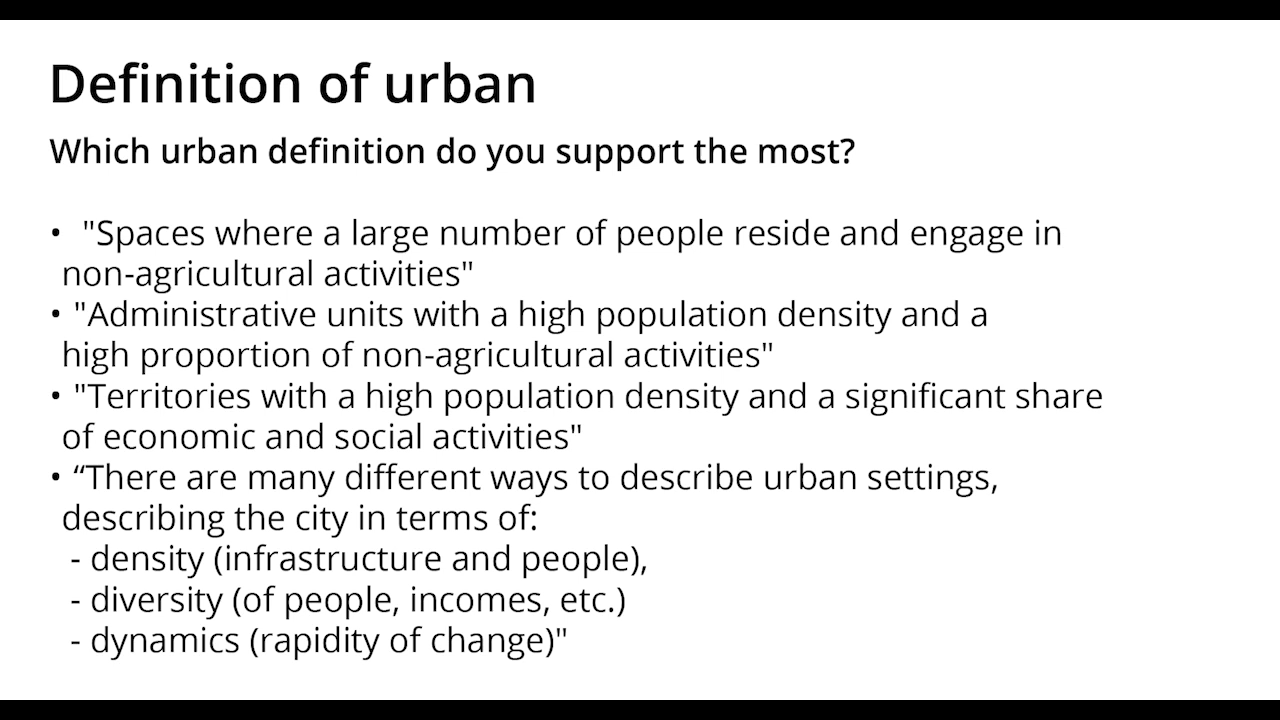 Definition of urban
Which urban definition do you support the most?
• "Spaces where a large number of people reside and engage in
non-agricultural activities"
• "Administrative units with a high population density and a
high proportion of non-agricultural activities"
• "Territories with a high population density and a significant share
of economic and social activities"
• “There are many different ways to describe urban settings,
describing the city in terms of:
- density (infrastructure and people),
- diversity (of people, incomes, etc.)
- dynamics (rapidity of change)"